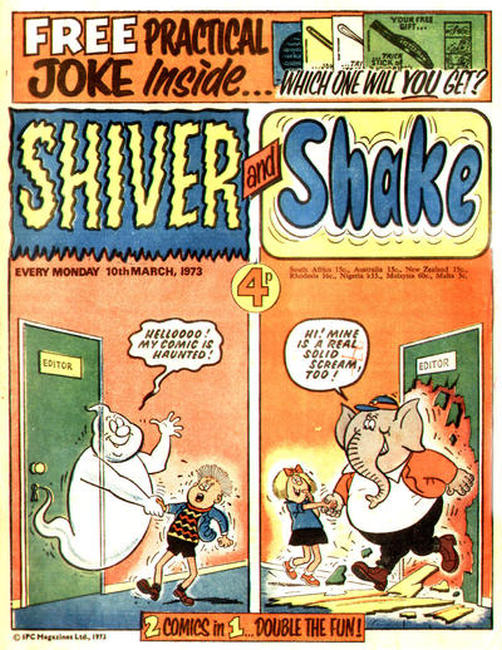 FREE PRACTICAL
JOKE Inside...
WHICH ONE WILL YOU GET?
YOUR FREE
GIFT...
TRICK
STICK OF
SHIVER
and
Shake
EVERY MONDAY 10th MARCH, 1973
4P
South Africa 15c., Australia 15c., New Zealand 15c.,
Rhodesia 16c., Nigeria Malaysia 60c., Malta 5c.
EDITOR
HELLOOOO!
MY COMIC IS
HAUNTED!
HI! MINE
IS A REAL
SOLID
SCREAM,
TOO!
EDITOR
© IPC Magazines Ltd., 1973
2 COMICS in 1... DOUBLE THE FUN!